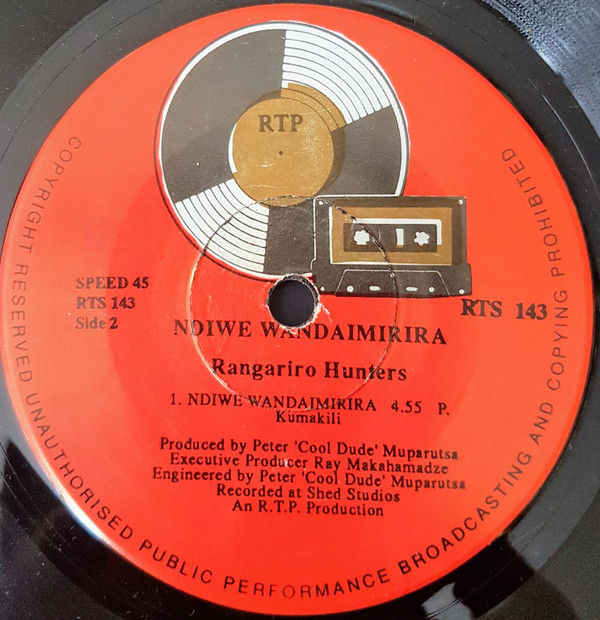 RTP
SPEED 45
RTS 143
Side 2
RTS 143
NDIWE WANDAIMIRIRA
Rangariro Hunters
1. NDIWE WANDAIMIRIRA 4.55 P.
Kumakili
Produced by Peter 'Cool Dude' Muparutsa
Executive Producer Ray Makahamadze
Engineered by Peter 'Cool Dude' Muparutsa
Recorded at Shed Studios
An R.T.P. Production
COPYRIGHT RESERVED UNAUTHORISED PUBLIC PERFORMANCE BROADCASTING AND COPYING PROHIBITED